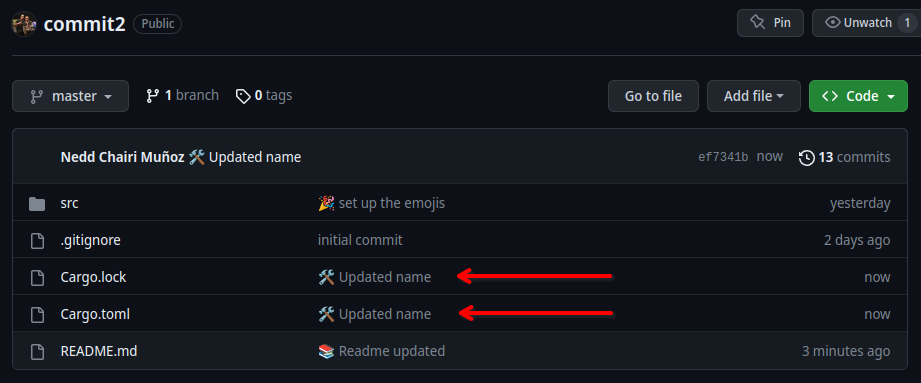 commit2 Public Pin Unwatch 1
master 1 branch 0 tags Go to file Add file Code
Nedd Chairi Muñoz 🛠 Updated name ef7341b now 13 commits
src 🎉 set up the emojis yesterday
.gitignore initial commit 2 days ago
Cargo.lock 🛠 Updated name now
Cargo.toml 🛠 Updated name now
README.md 📚 Readme updated 3 minutes ago